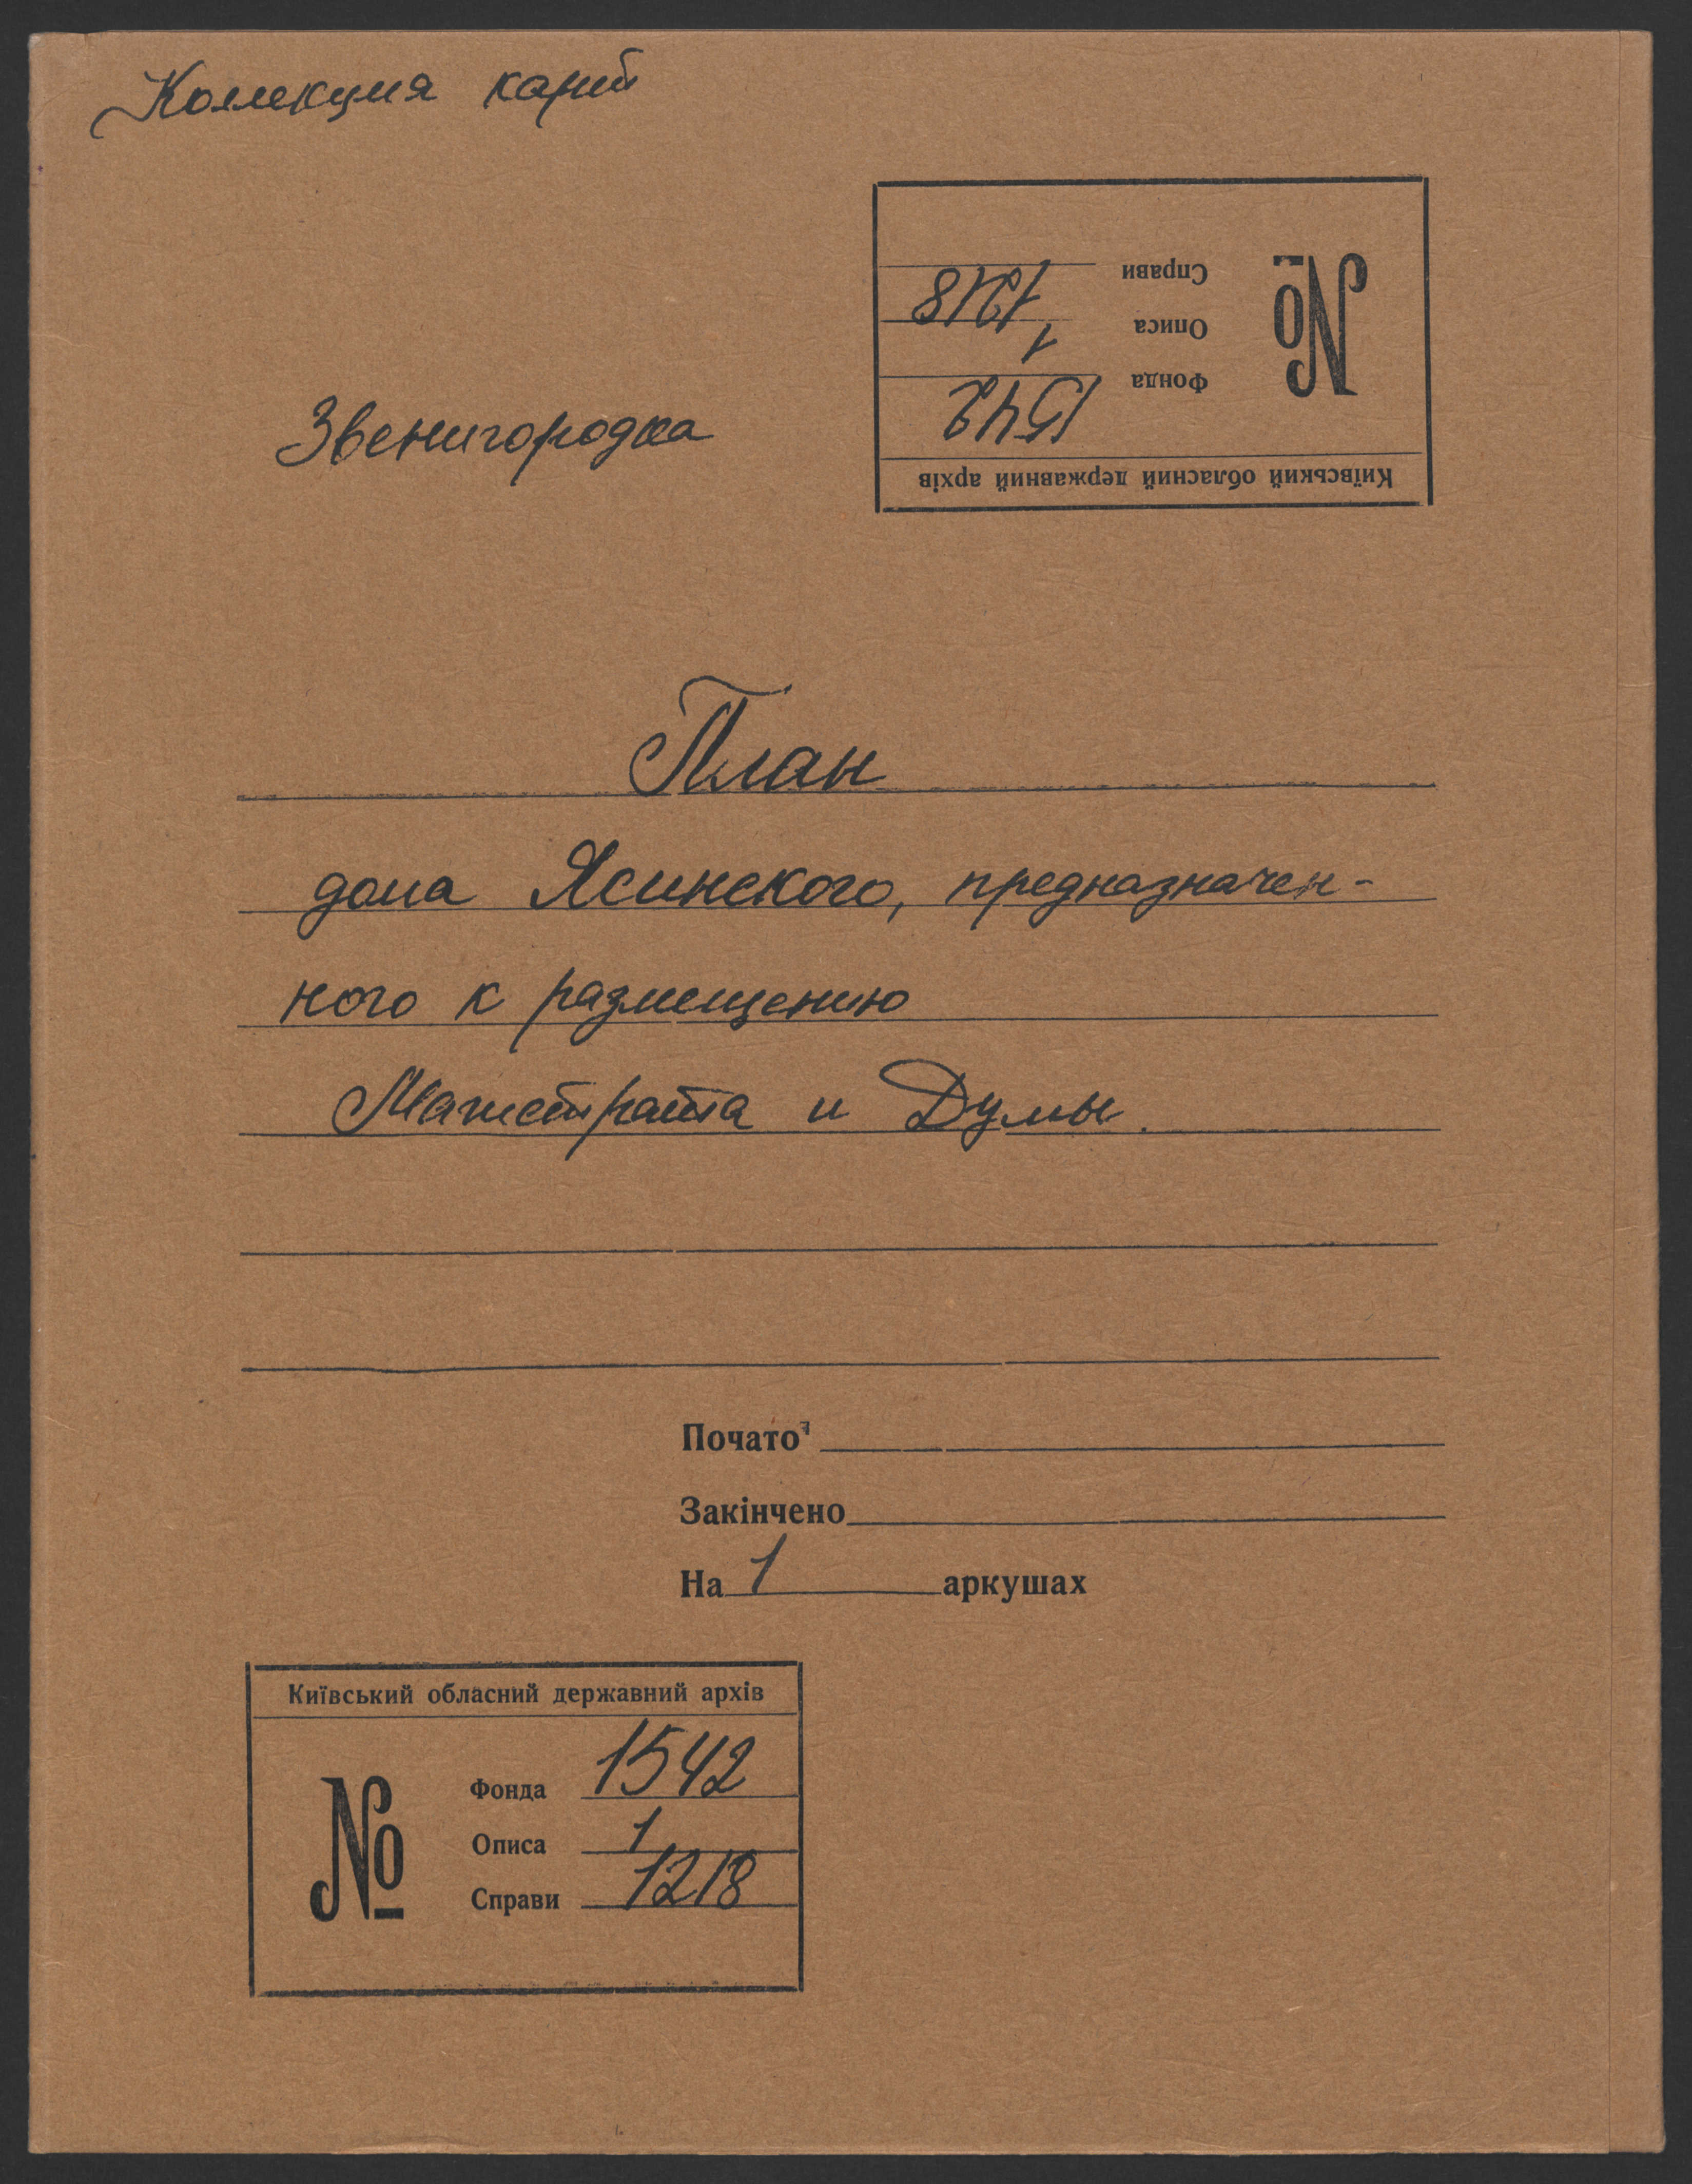 Коллекция карт
Справи 1218
Описа 1
Фонда 1542
№
Київський обласний державний архів
Звенигородка
План
дома Ясинского, предназначен-
ного к размещению
Магистрата и Думы.
Почато
Закінчено
На 1 аркушах
Київський обласний державний архів
№
Фонда 1542
Описа 1
Справи 1218